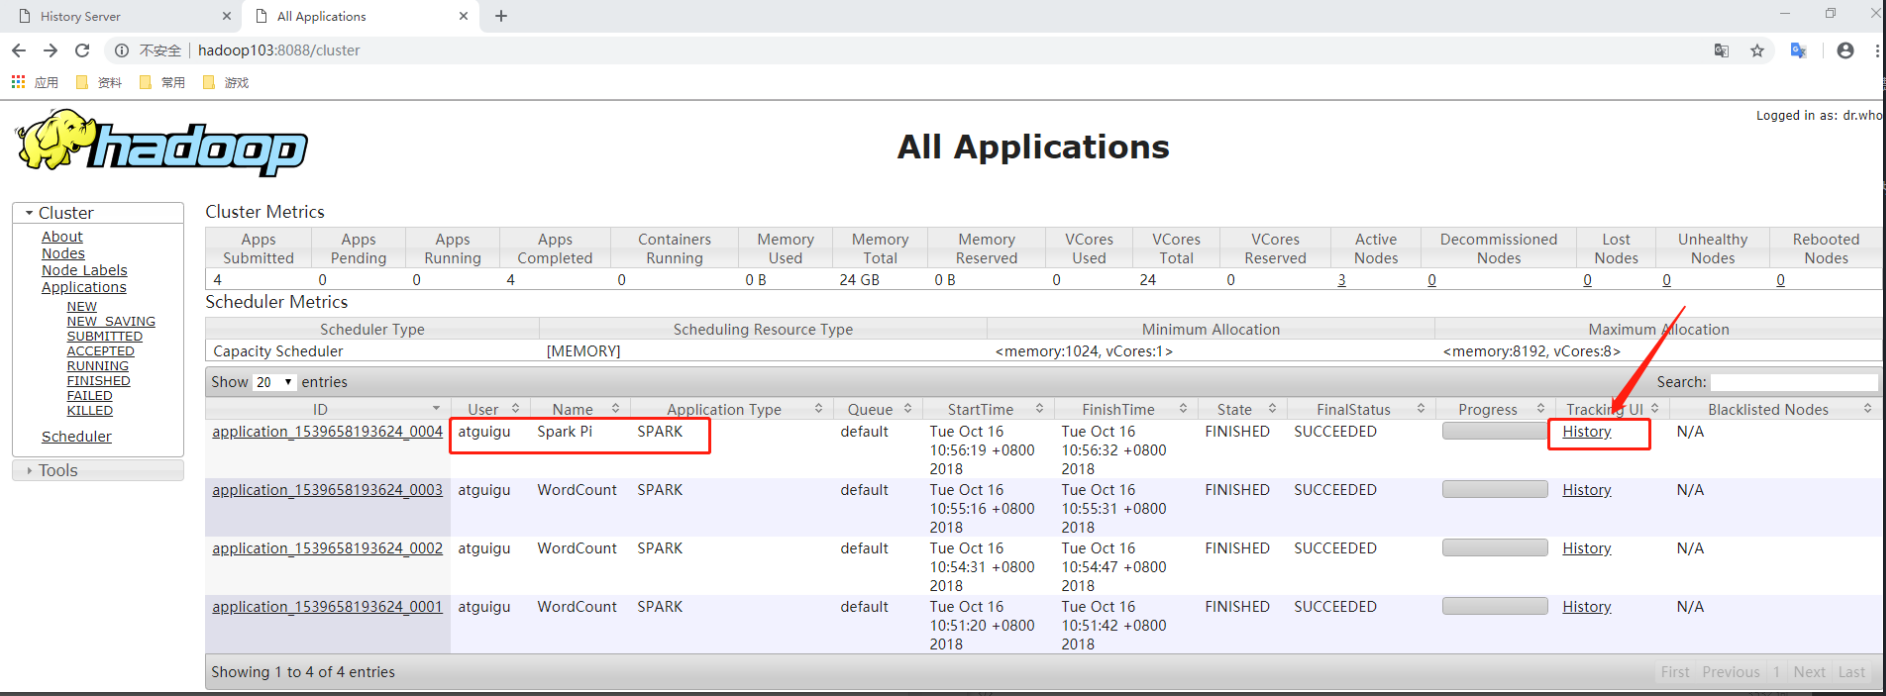 History Server
All Applications
不安全 hadoop103:8088/cluster
应用 资料 常用 游戏
hadoop
All Applications
Logged in as: dr.who
Cluster
About
Nodes
Node Labels
Applications
NEW
NEW_SAVING
SUBMITTED
ACCEPTED
RUNNING
FINISHED
FAILED
KILLED
Scheduler
Tools
Cluster Metrics
Apps Submitted Apps Pending Apps Running Apps Completed Containers Running Memory Used Memory Total Memory Reserved VCores Used VCores Total VCores Reserved Active Nodes Decommissioned Nodes Lost Nodes Unhealthy Nodes Rebooted Nodes
4 0 0 4 0 0 B 24 GB 0 B 0 24 0 3 0 0 0 0
Scheduler Metrics
Scheduler Type Scheduling Resource Type Minimum Allocation Maximum Allocation
Capacity Scheduler [MEMORY] <memory:1024, vCores:1> <memory:8192, vCores:8>
Show 20 entries Search:
ID User Name Application Type Queue StartTime FinishTime State FinalStatus Progress Tracking UI Blacklisted Nodes
application_1539658193624_0004 atguigu Spark Pi SPARK default Tue Oct 16 10:56:19 +0800 2018 Tue Oct 16 10:56:32 +0800 2018 FINISHED SUCCEEDED History N/A
application_1539658193624_0003 atguigu WordCount SPARK default Tue Oct 16 10:55:16 +0800 2018 Tue Oct 16 10:55:31 +0800 2018 FINISHED SUCCEEDED History N/A
application_1539658193624_0002 atguigu WordCount SPARK default Tue Oct 16 10:54:31 +0800 2018 Tue Oct 16 10:54:47 +0800 2018 FINISHED SUCCEEDED History N/A
application_1539658193624_0001 atguigu WordCount SPARK default Tue Oct 16 10:51:20 +0800 2018 Tue Oct 16 10:51:42 +0800 2018 FINISHED SUCCEEDED History N/A
Showing 1 to 4 of 4 entries First Previous 1 Next Last